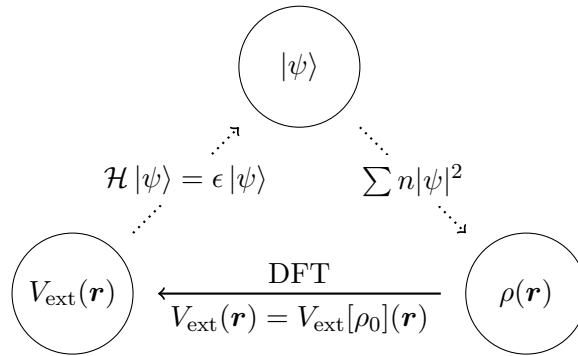 |ψ⟩
ℋ|ψ⟩ = ϵ|ψ⟩
∑ n|ψ|²
V_ext(r)
DFT
V_ext(r) = V_ext[ρ₀](r)
ρ(r)